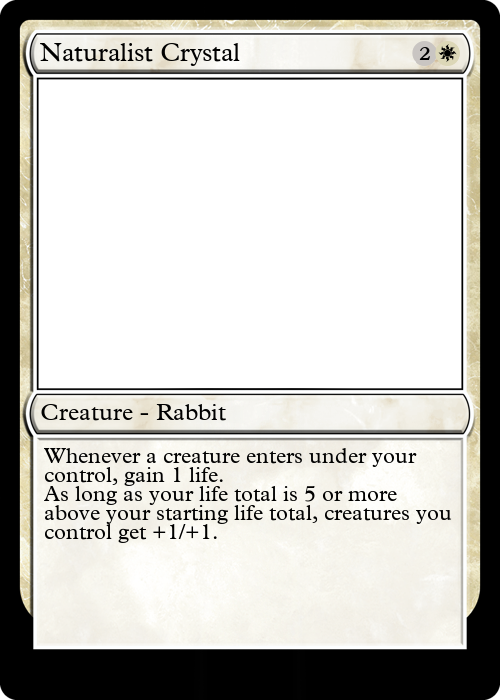 Naturalist Crystal 2
Creature - Rabbit
Whenever a creature enters under your
control, gain 1 life.
As long as your life total is 5 or more
above your starting life total, creatures you
control get +1/+1.